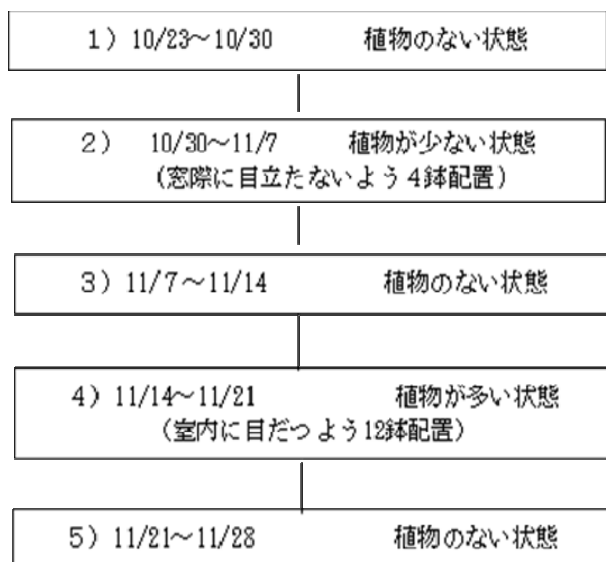 １）10/23～10/30　植物のない状態
２）　10/30～11/7　植物が少ない状態
（窓際に目立たないよう４鉢配置）
３）11/7～11/14　植物のない状態
４）11/14～11/21　植物が多い状態
（室内に目だつよう12鉢配置）
５）11/21～11/28　植物のない状態